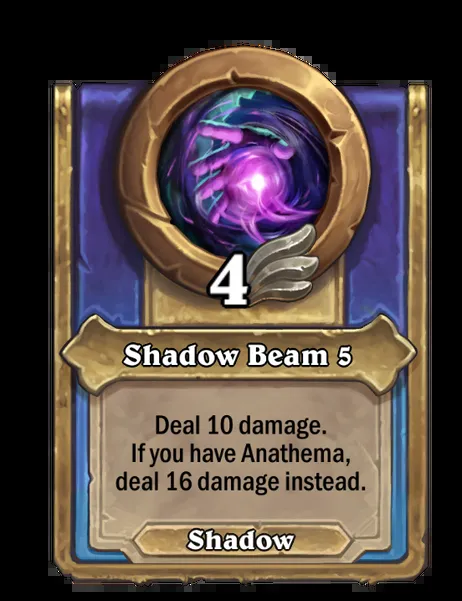 4
Shadow Beam 5
Deal 10 damage.
If you have Anathema,
deal 16 damage instead.
Shadow